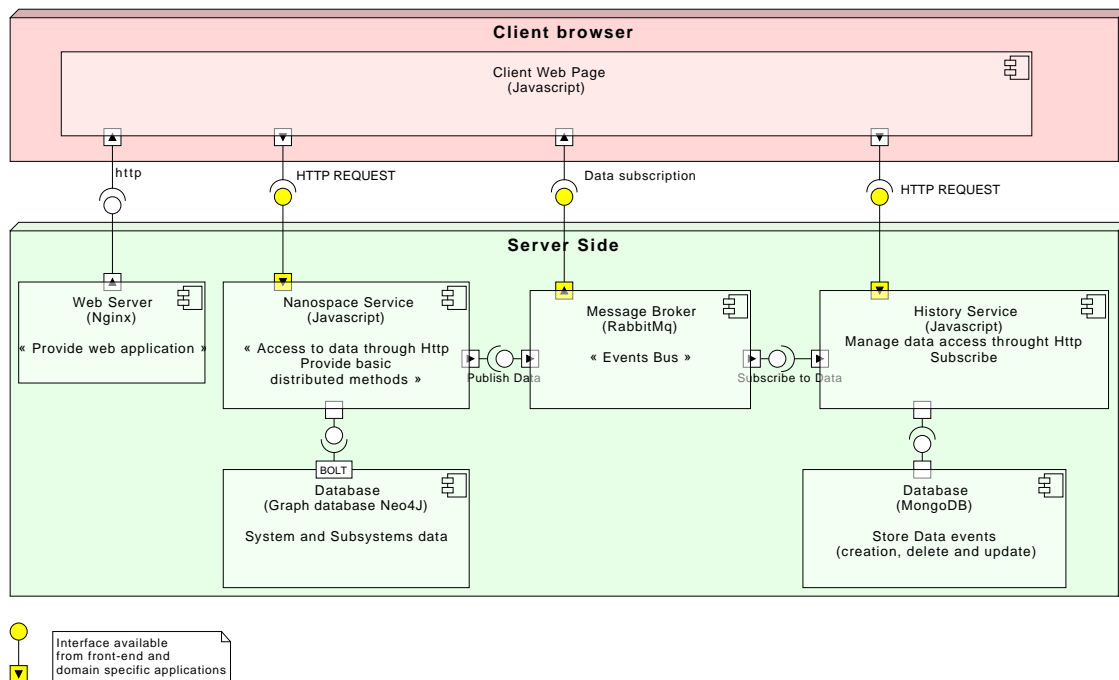 Client browser
Client Web Page
(Javascript)
http
HTTP REQUEST
Data subscription
HTTP REQUEST
Server Side
Web Server
(Nginx)
« Provide web application »
Nanospace Service
(Javascript)
« Access to data through Http
Provide basic
distributed methods »
Publish Data
Message Broker
(RabbitMq)
« Events Bus »
Subscribe to Data
History Service
(Javascript)
Manage data access throught Http
Subscribe
BOLT
Database
(Graph database Neo4J)
System and Subsystems data
Database
(MongoDB)
Store Data events
(creation, delete and update)
Interface available
from front-end and
domain specific applications